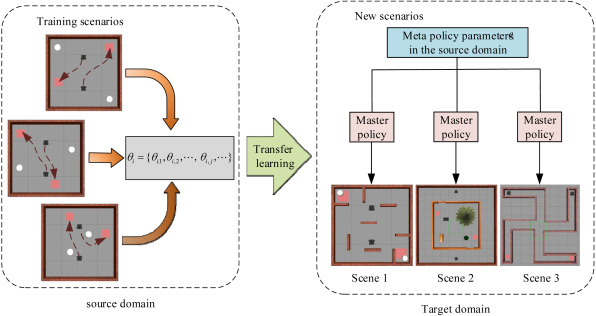 Training scenarios
θi = {θi,1, θi,2, ⋯, θi,j, ⋯}
source domain
Transfer
learning
New scenarios
Meta policy parameters
in the source domain
Master
policy
Master
policy
Master
policy
Scene 1
Scene 2
Scene 3
Target domain